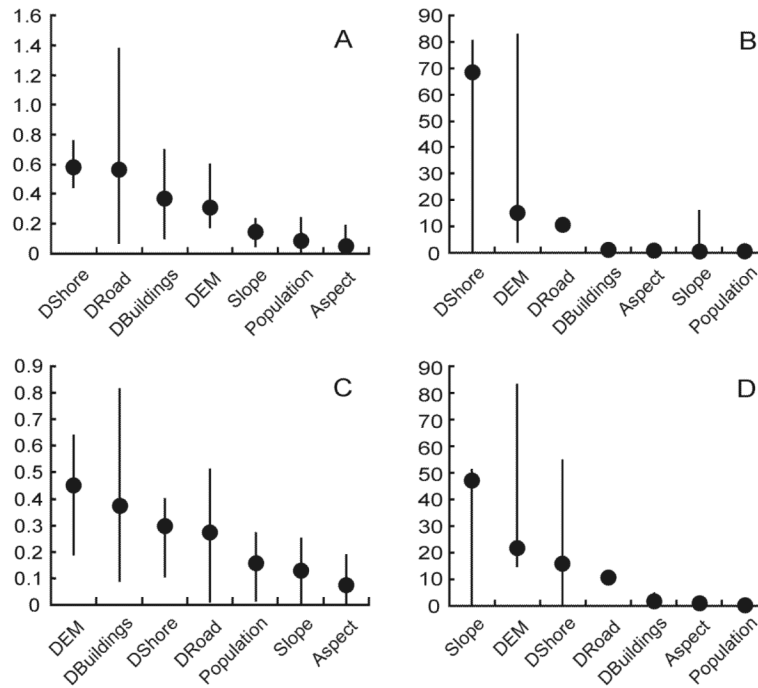 A
1.6
1.4
1.2
1.0
0.8
0.6
0.4
0.2
0
DShore
DRoad
DBuildings
DEM
Slope
Population
Aspect
B
90
80
70
60
50
40
30
20
10
0
DShore
DEM
DRoad
DBuildings
Aspect
Slope
Population
C
0.9
0.8
0.7
0.6
0.5
0.4
0.3
0.2
0.1
0
DEM
DBuildings
DShore
DRoad
Population
Slope
Aspect
D
90
80
70
60
50
40
30
20
10
0
Slope
DEM
DShore
DRoad
DBuildings
Aspect
Population